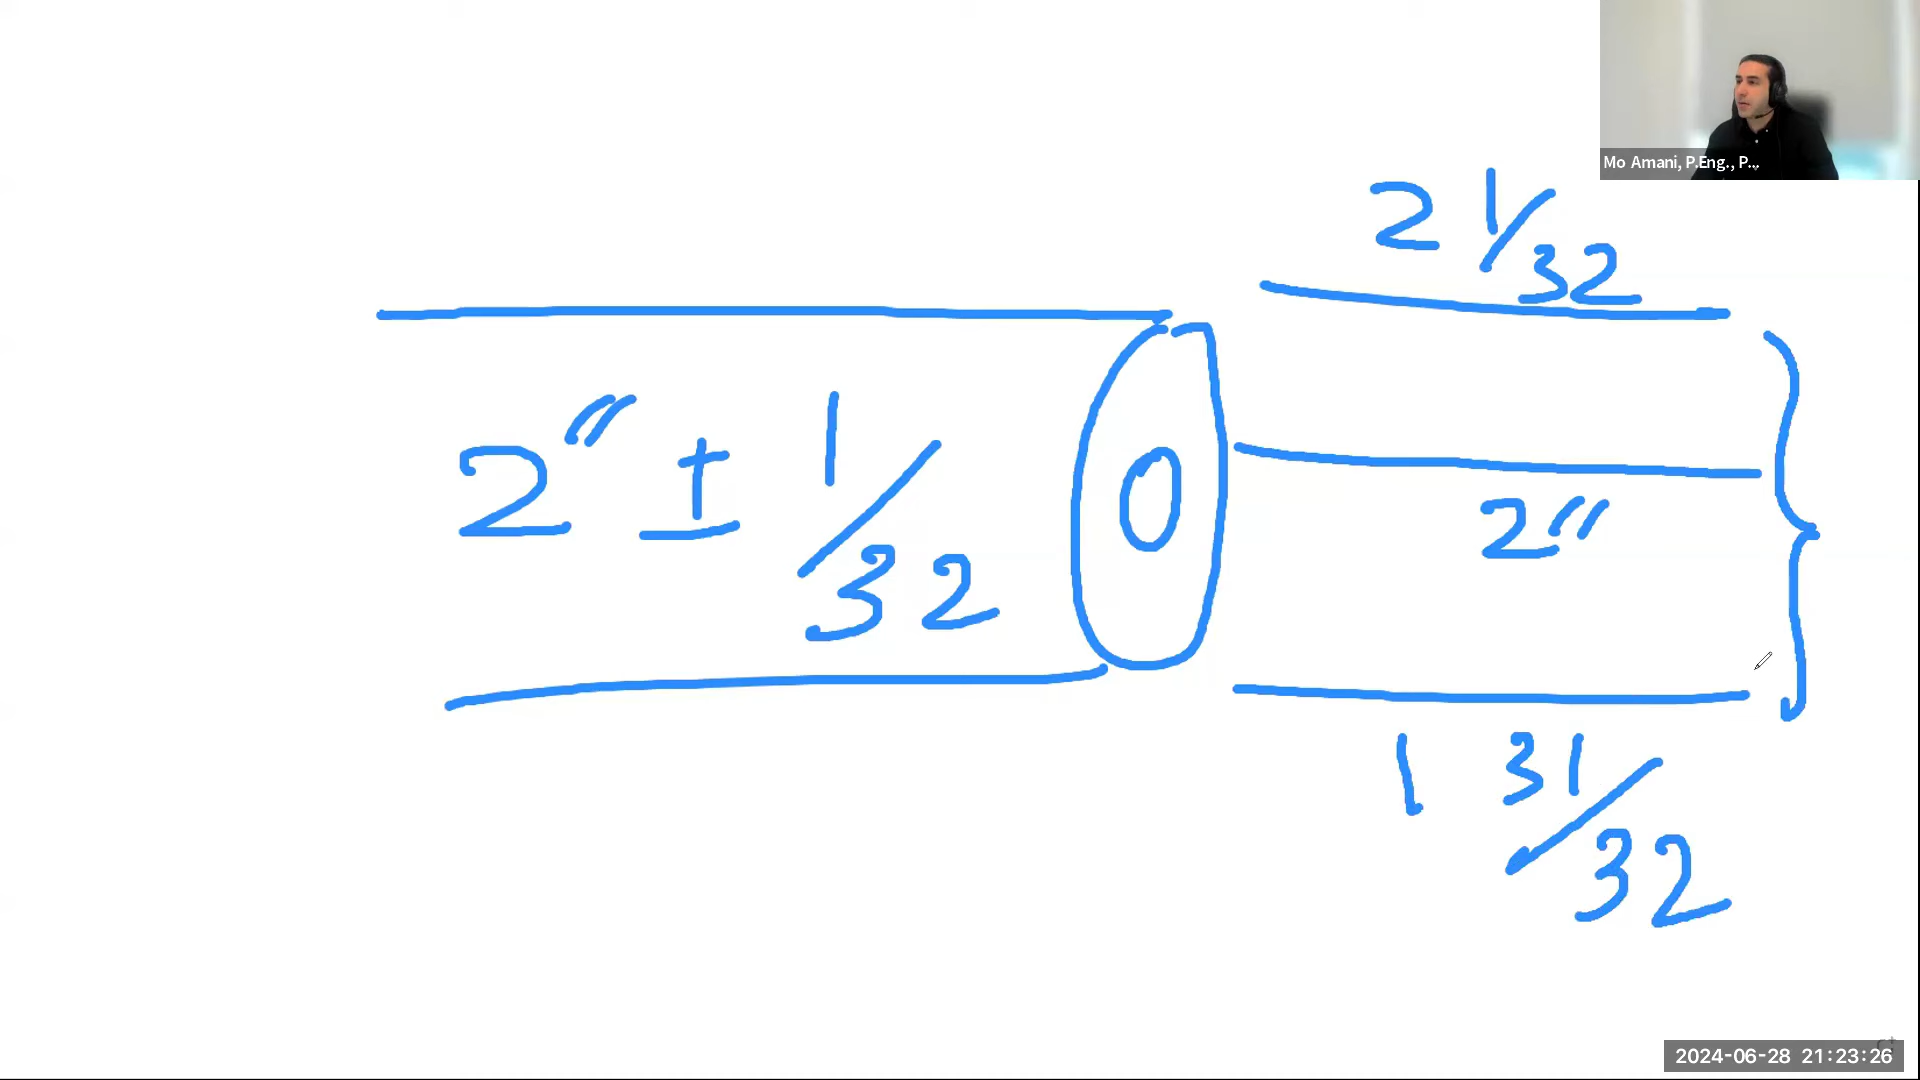 Mo Amani, P.Eng., P...
2 1/32
2" ± 1/32
0
2"
1 31/32
2024-06-28 21:23:26